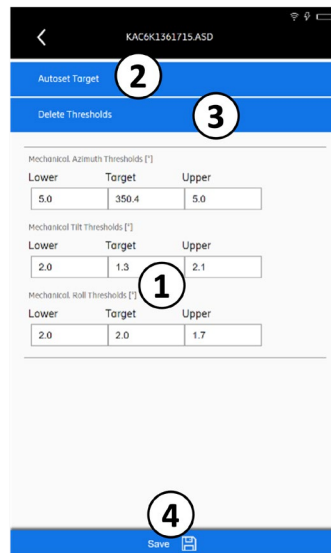 KAC6K1361715.ASD
Autoset Target
2
Delete Thresholds
3
Mechanical. Azimuth Thresholds [°]
Lower Target Upper
5.0 350.4 5.0
Mechanical Tilt Thresholds [°]
Lower Target Upper
2.0 1.3 2.1
1
Mechanical. Roll Thresholds [°]
Lower Target Upper
2.0 2.0 1.7
4
Save